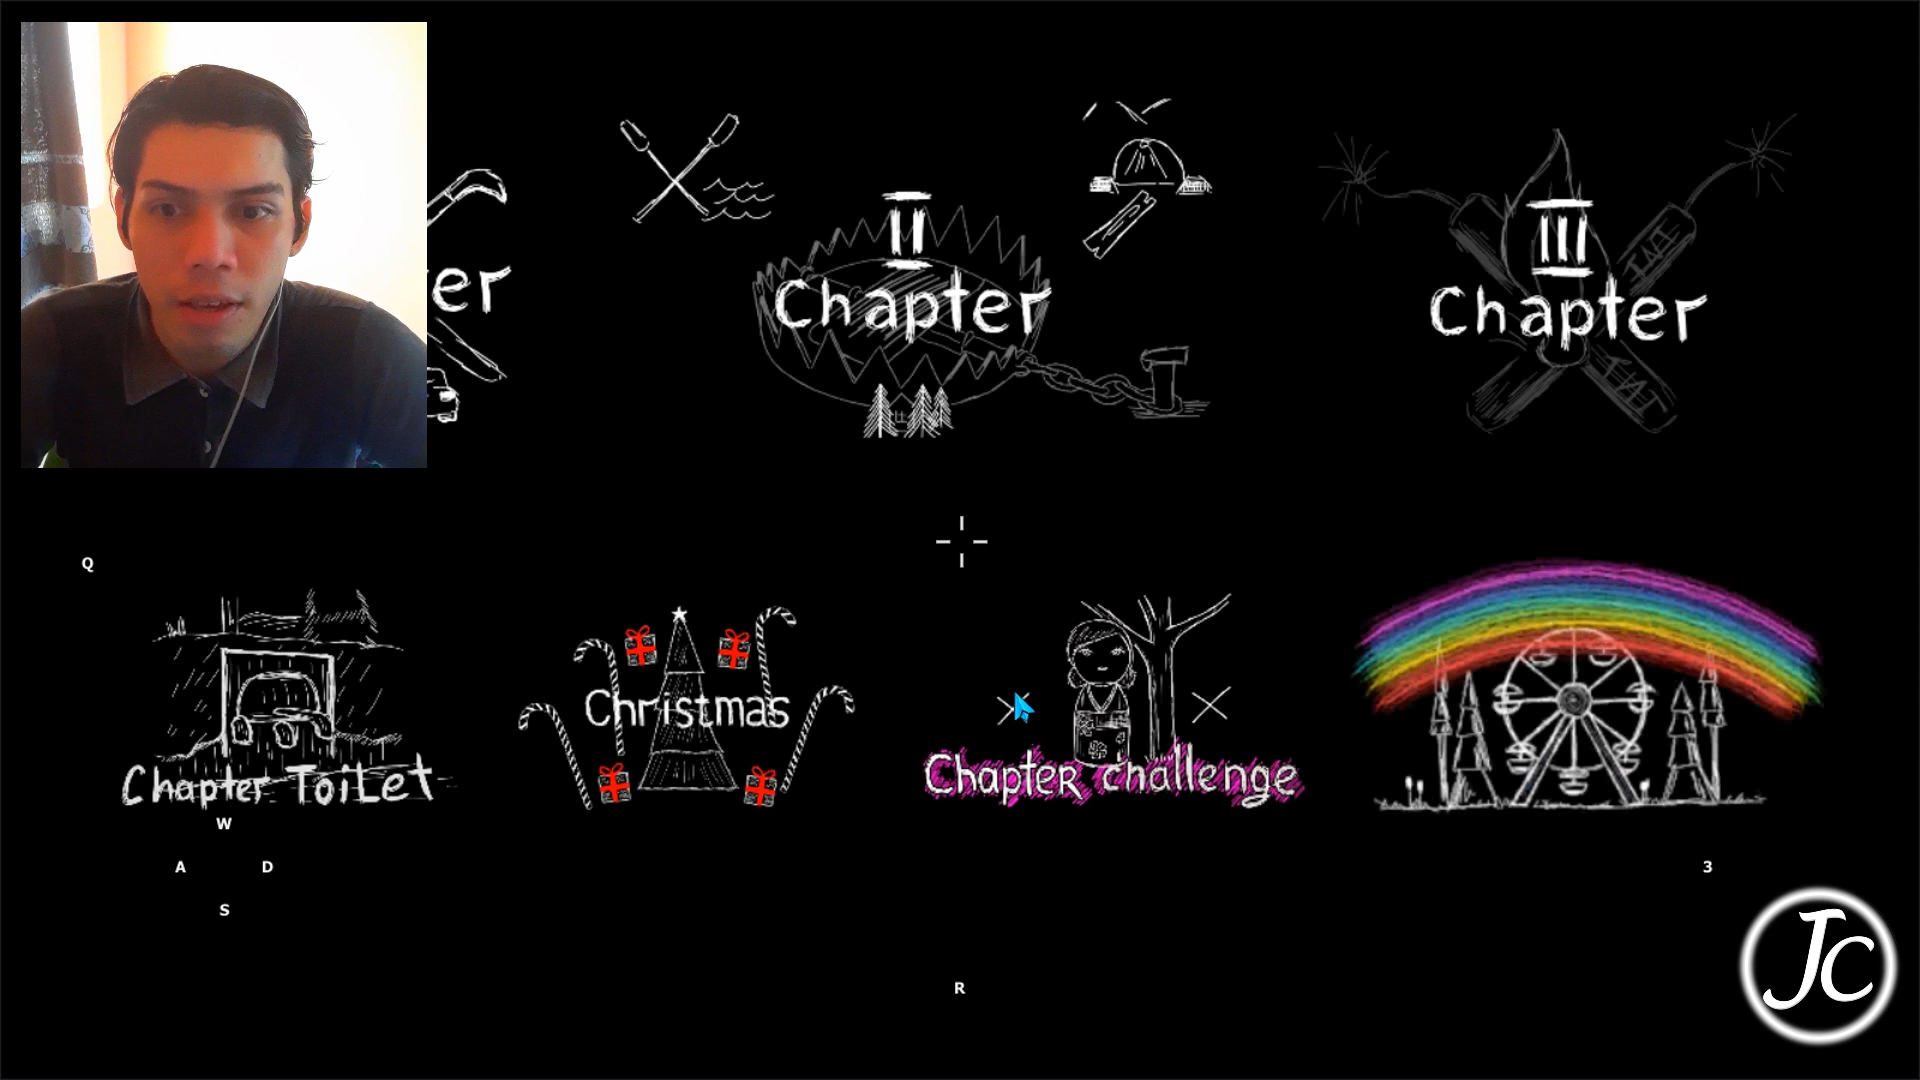 er
II
Chapter
III
Chapter
Q
Chapter Toilet
Christmas
Chapter challenge
W
A
D
S
3
R
JC